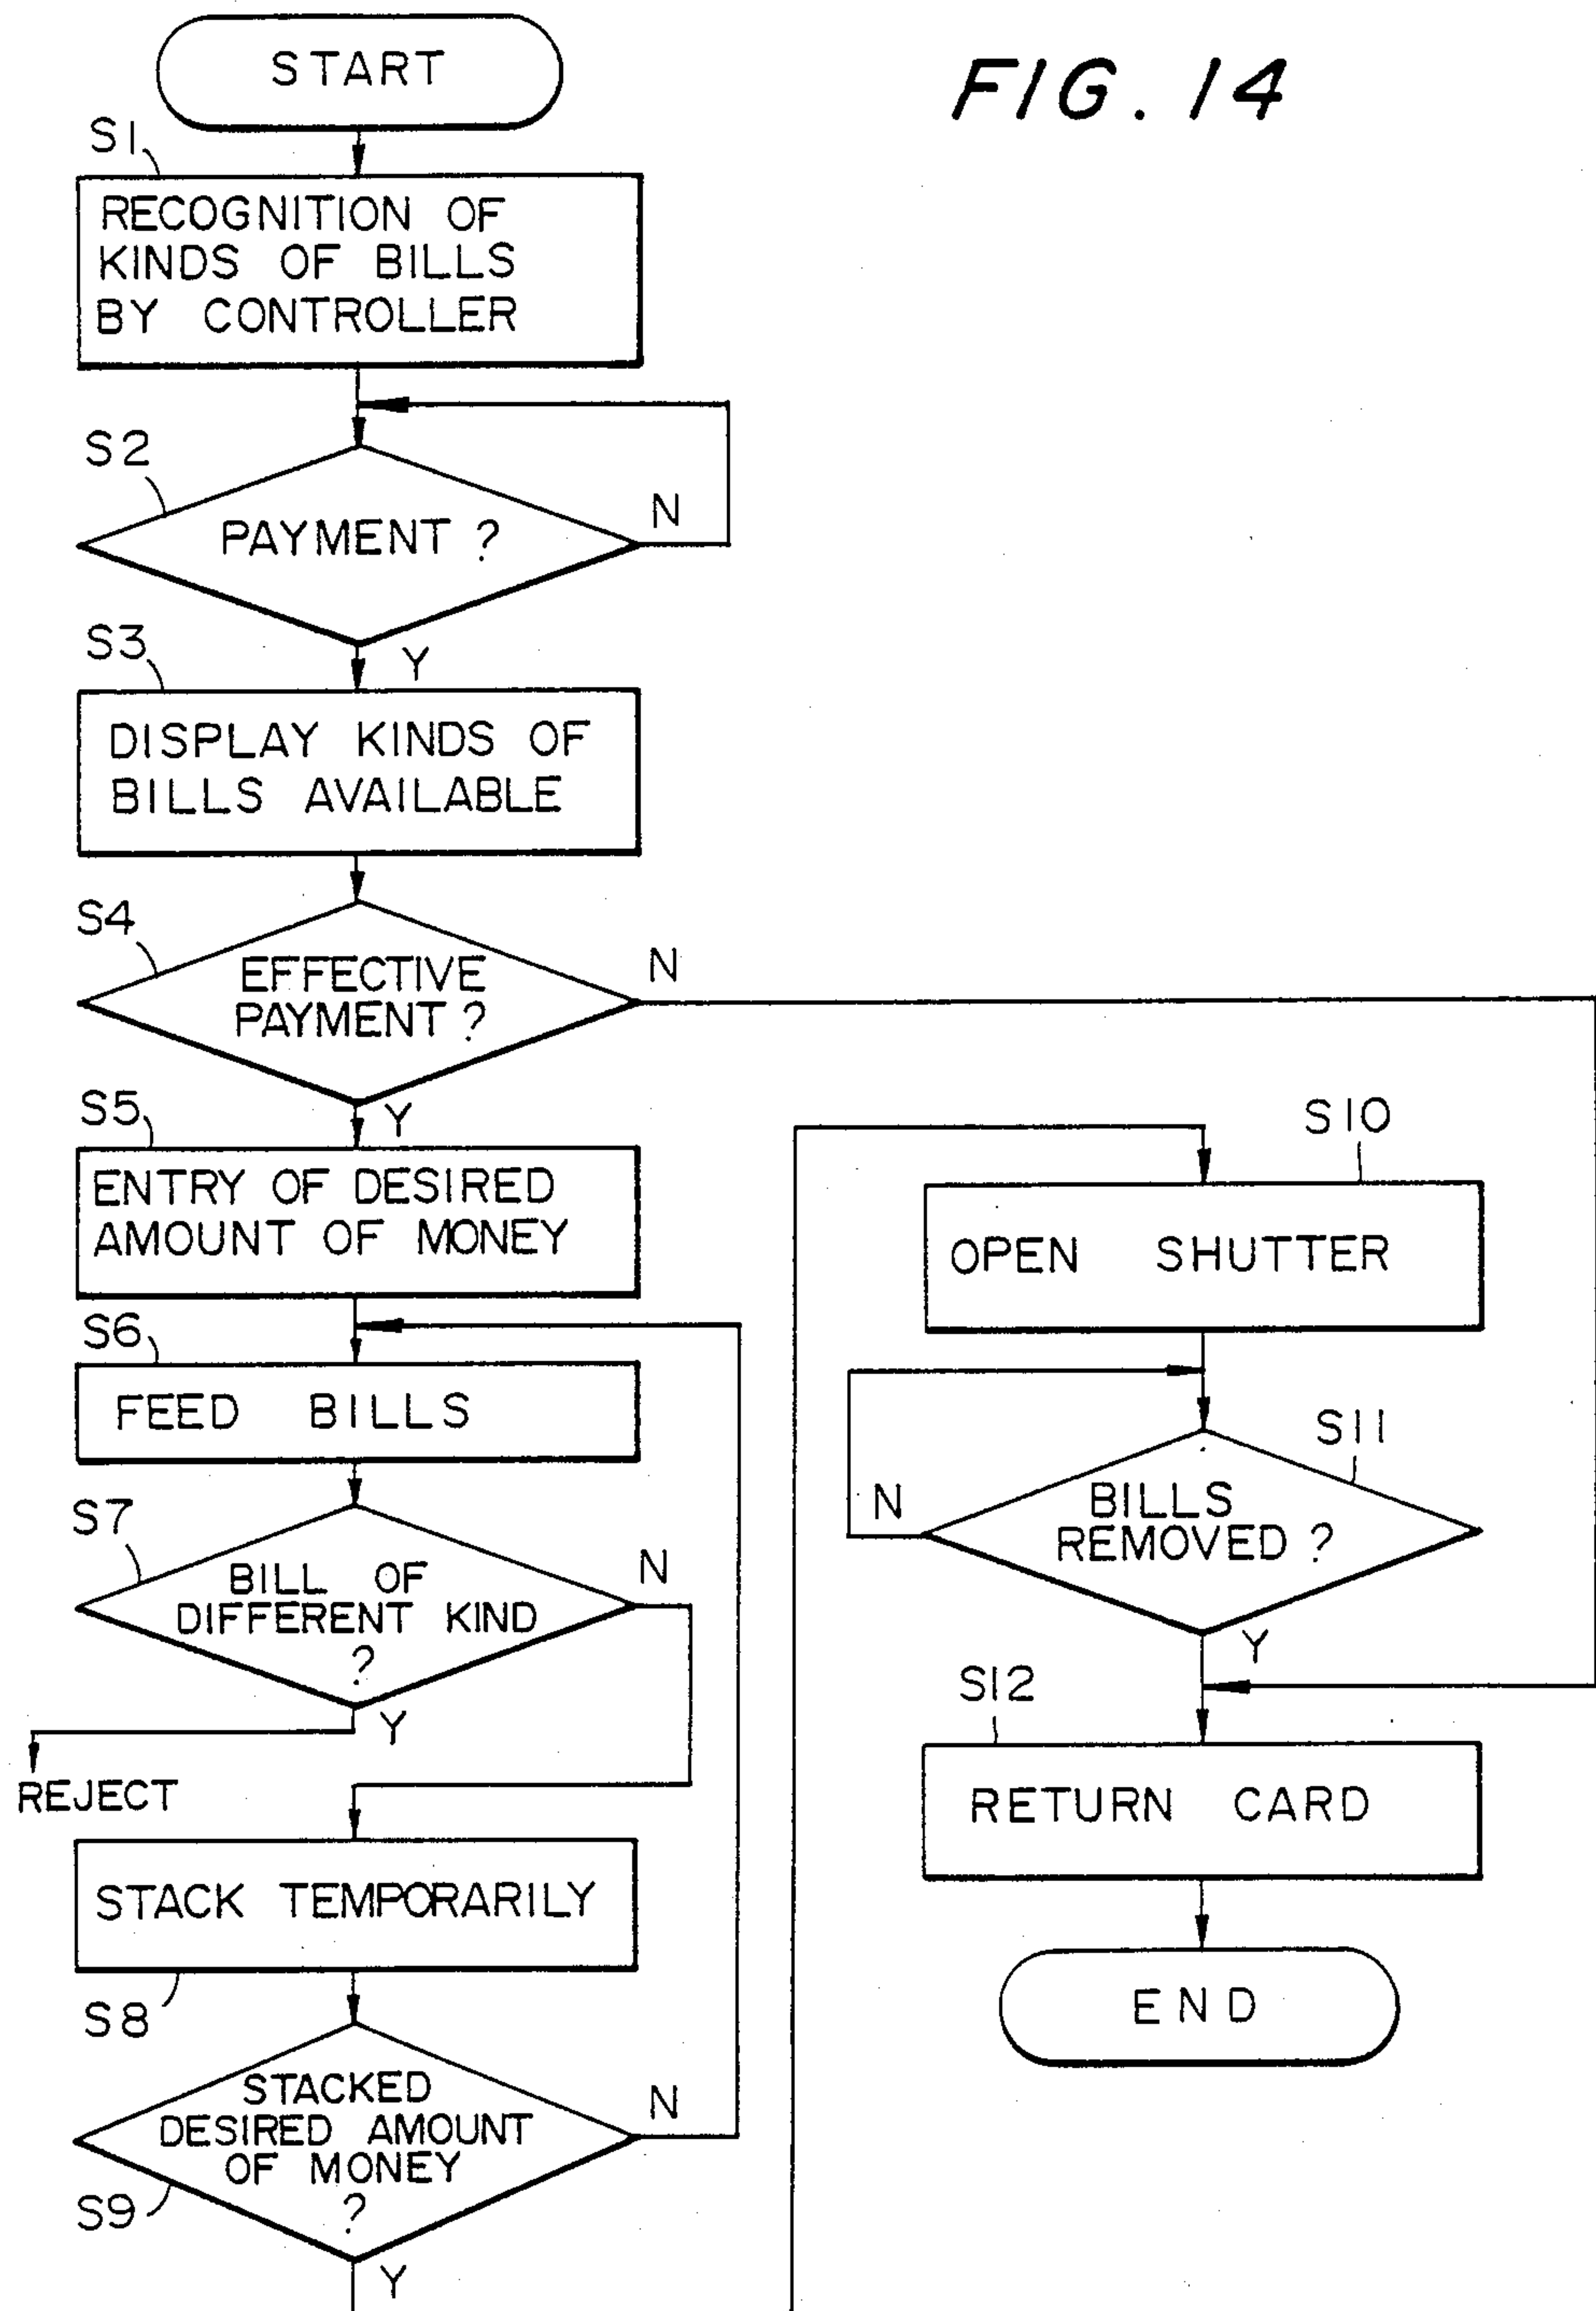 START
FIG. 14
S1
RECOGNITION OF
KINDS OF BILLS
BY CONTROLLER
S2
PAYMENT ?
N
S3
Y
DISPLAY KINDS OF
BILLS AVAILABLE
S4
EFFECTIVE
PAYMENT ?
N
S5
Y
ENTRY OF DESIRED
AMOUNT OF MONEY
S6
FEED BILLS
S7
BILL OF
DIFFERENT KIND
?
N
Y
REJECT
STACK TEMPORARILY
S8
STACKED
DESIRED AMOUNT
OF MONEY
?
N
S9
Y
S10
OPEN SHUTTER
S11
BILLS
REMOVED ?
N
Y
S12
RETURN CARD
END